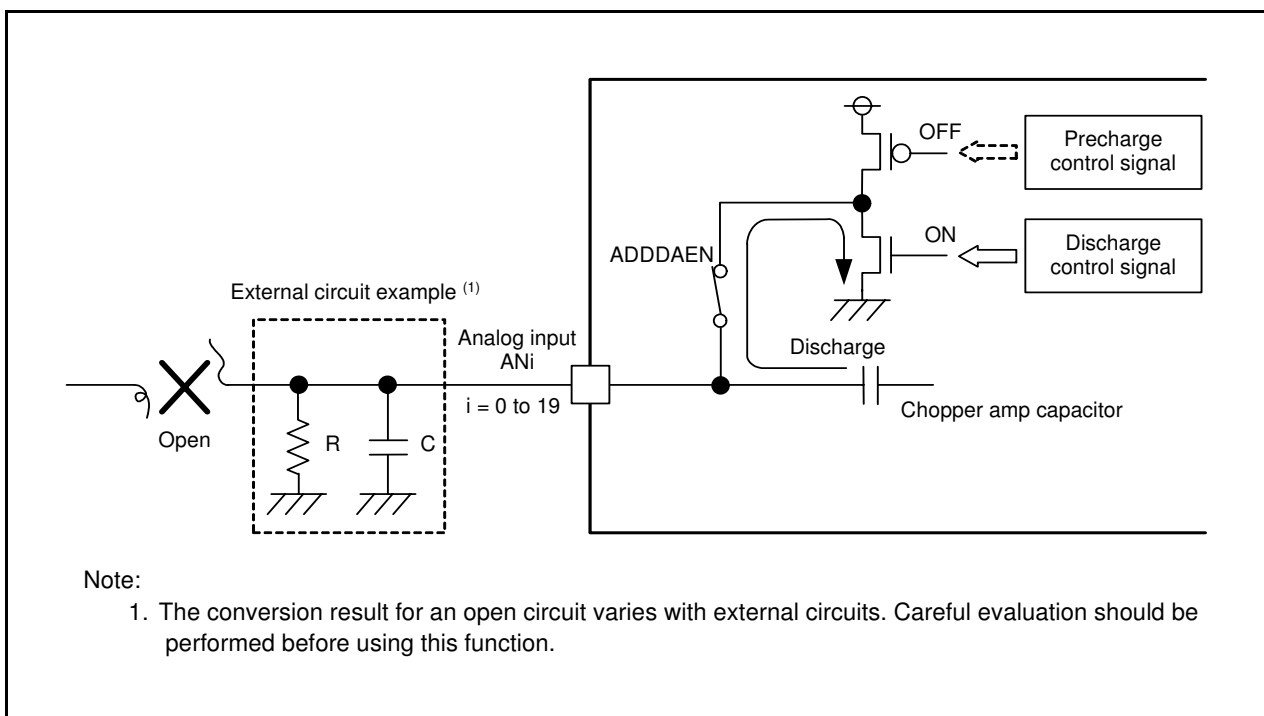 OFF
Precharge
control signal
ON
Discharge
control signal
ADDDAEN
External circuit example (1)
Analog input
ANi
i = 0 to 19
Discharge
Chopper amp capacitor
Open
R
C
Note:
1. The conversion result for an open circuit varies with external circuits. Careful evaluation should be
performed before using this function.